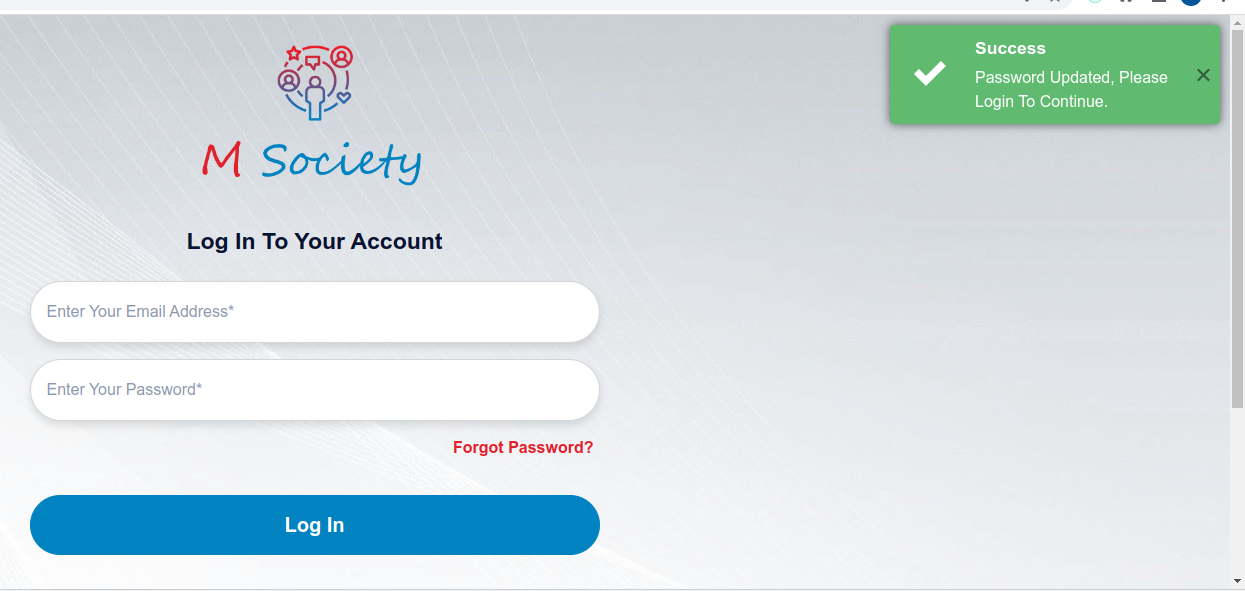 M Society
Success
Password Updated, Please
Login To Continue.
Log In To Your Account
Enter Your Email Address*
Enter Your Password*
Forgot Password?
Log In